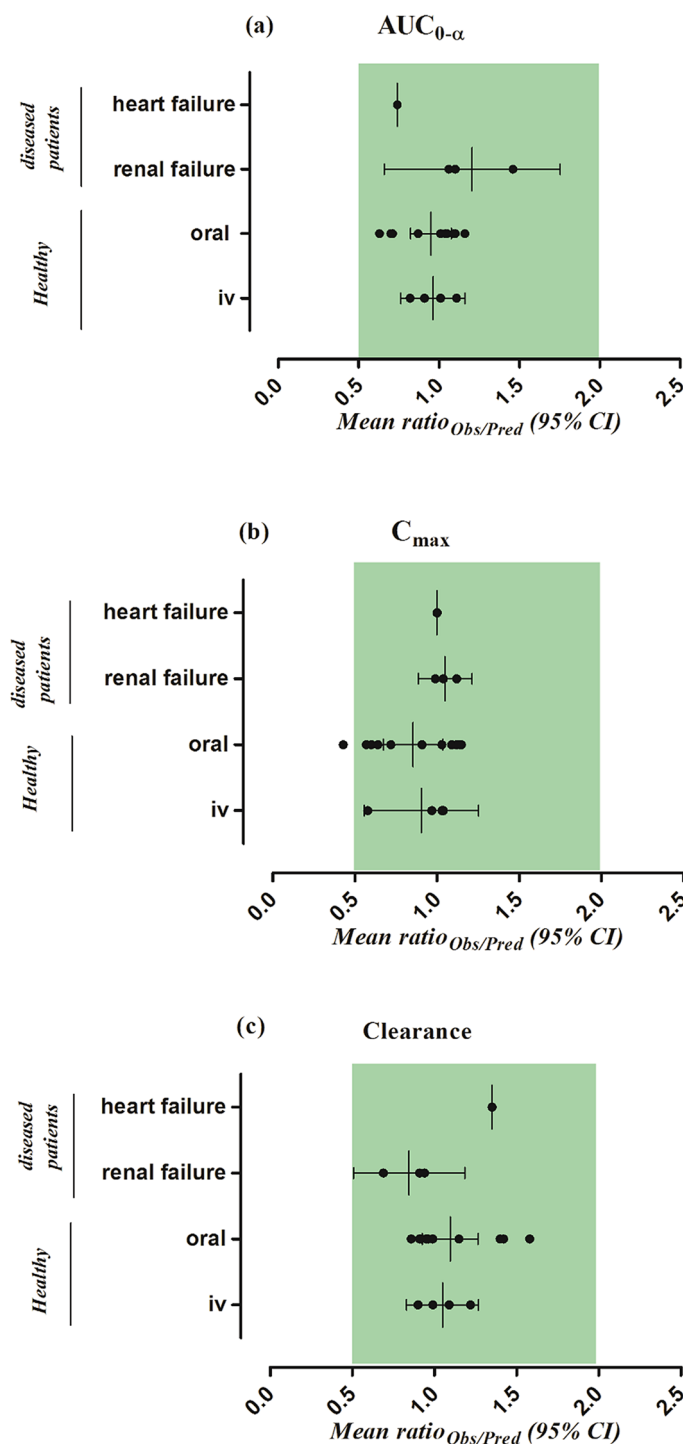 (a)
AUC0-α
diseased
patients
heart failure
renal failure
Healthy
oral
iv
0.0 0.5 1.0 1.5 2.0 2.5
Mean ratioObs/Pred (95% CI)
(b)
Cmax
diseased
patients
heart failure
renal failure
Healthy
oral
iv
0.0 0.5 1.0 1.5 2.0 2.5
Mean ratioObs/Pred (95% CI)
(c)
Clearance
diseased
patients
heart failure
renal failure
Healthy
oral
iv
0.0 0.5 1.0 1.5 2.0 2.5
Mean ratioObs/Pred (95% CI)